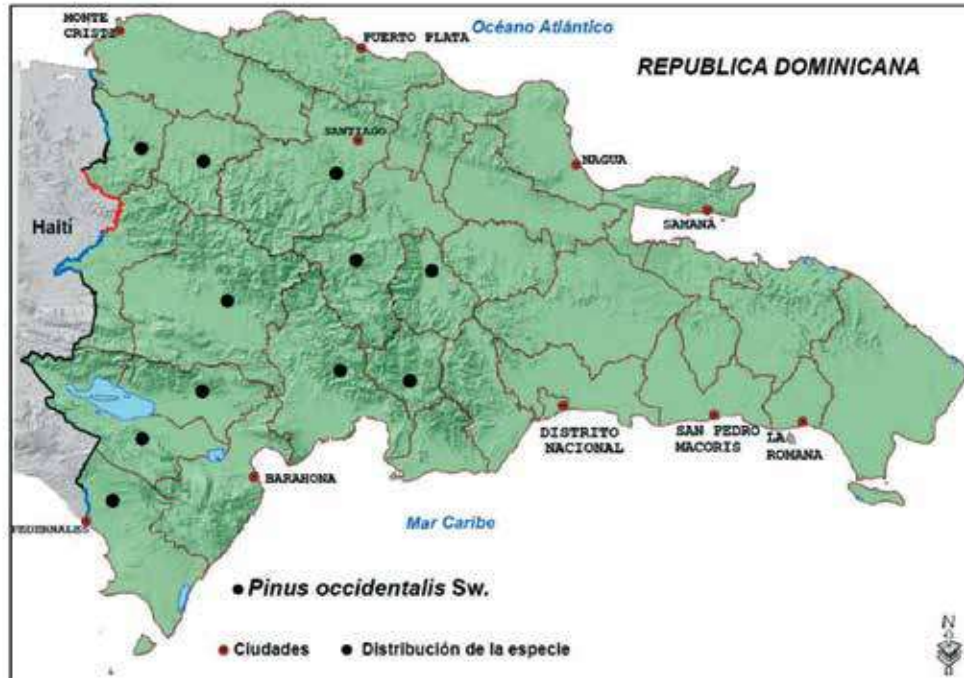 MONTE
CRISTI
PUERTO PLATA
Océano Atlántico
REPUBLICA DOMINICANA
SANTIAGO
NAGUA
SAMANÁ
Haití
DISTRITO
NACIONAL
SAN PEDRO
MACORIS
LA
ROMANA
BARAHONA
PEDERNALES
Mar Caribe
Pinus occidentalis Sw.
Ciudades
Distribución de la especie
N